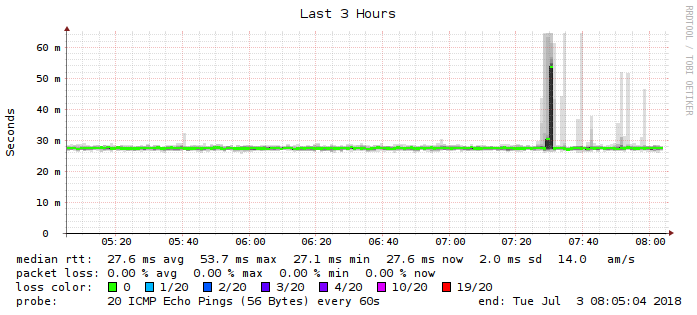 Last 3 Hours
RRDTOOL / TOBI OETIKER
Seconds
60 m
50 m
40 m
30 m
20 m
10 m
0
05:20 05:40 06:00 06:20 06:40 07:00 07:20 07:40 08:00
median rtt: 27.6 ms avg 53.7 ms max 27.1 ms min 27.6 ms now 2.0 ms sd 14.0 am/s
packet loss: 0.00 % avg 0.00 % max 0.00 % min 0.00 % now
loss color: 0 1/20 2/20 3/20 4/20 10/20 19/20
probe: 20 ICMP Echo Pings (56 Bytes) every 60s end: Tue Jul 3 08:05:04 2018